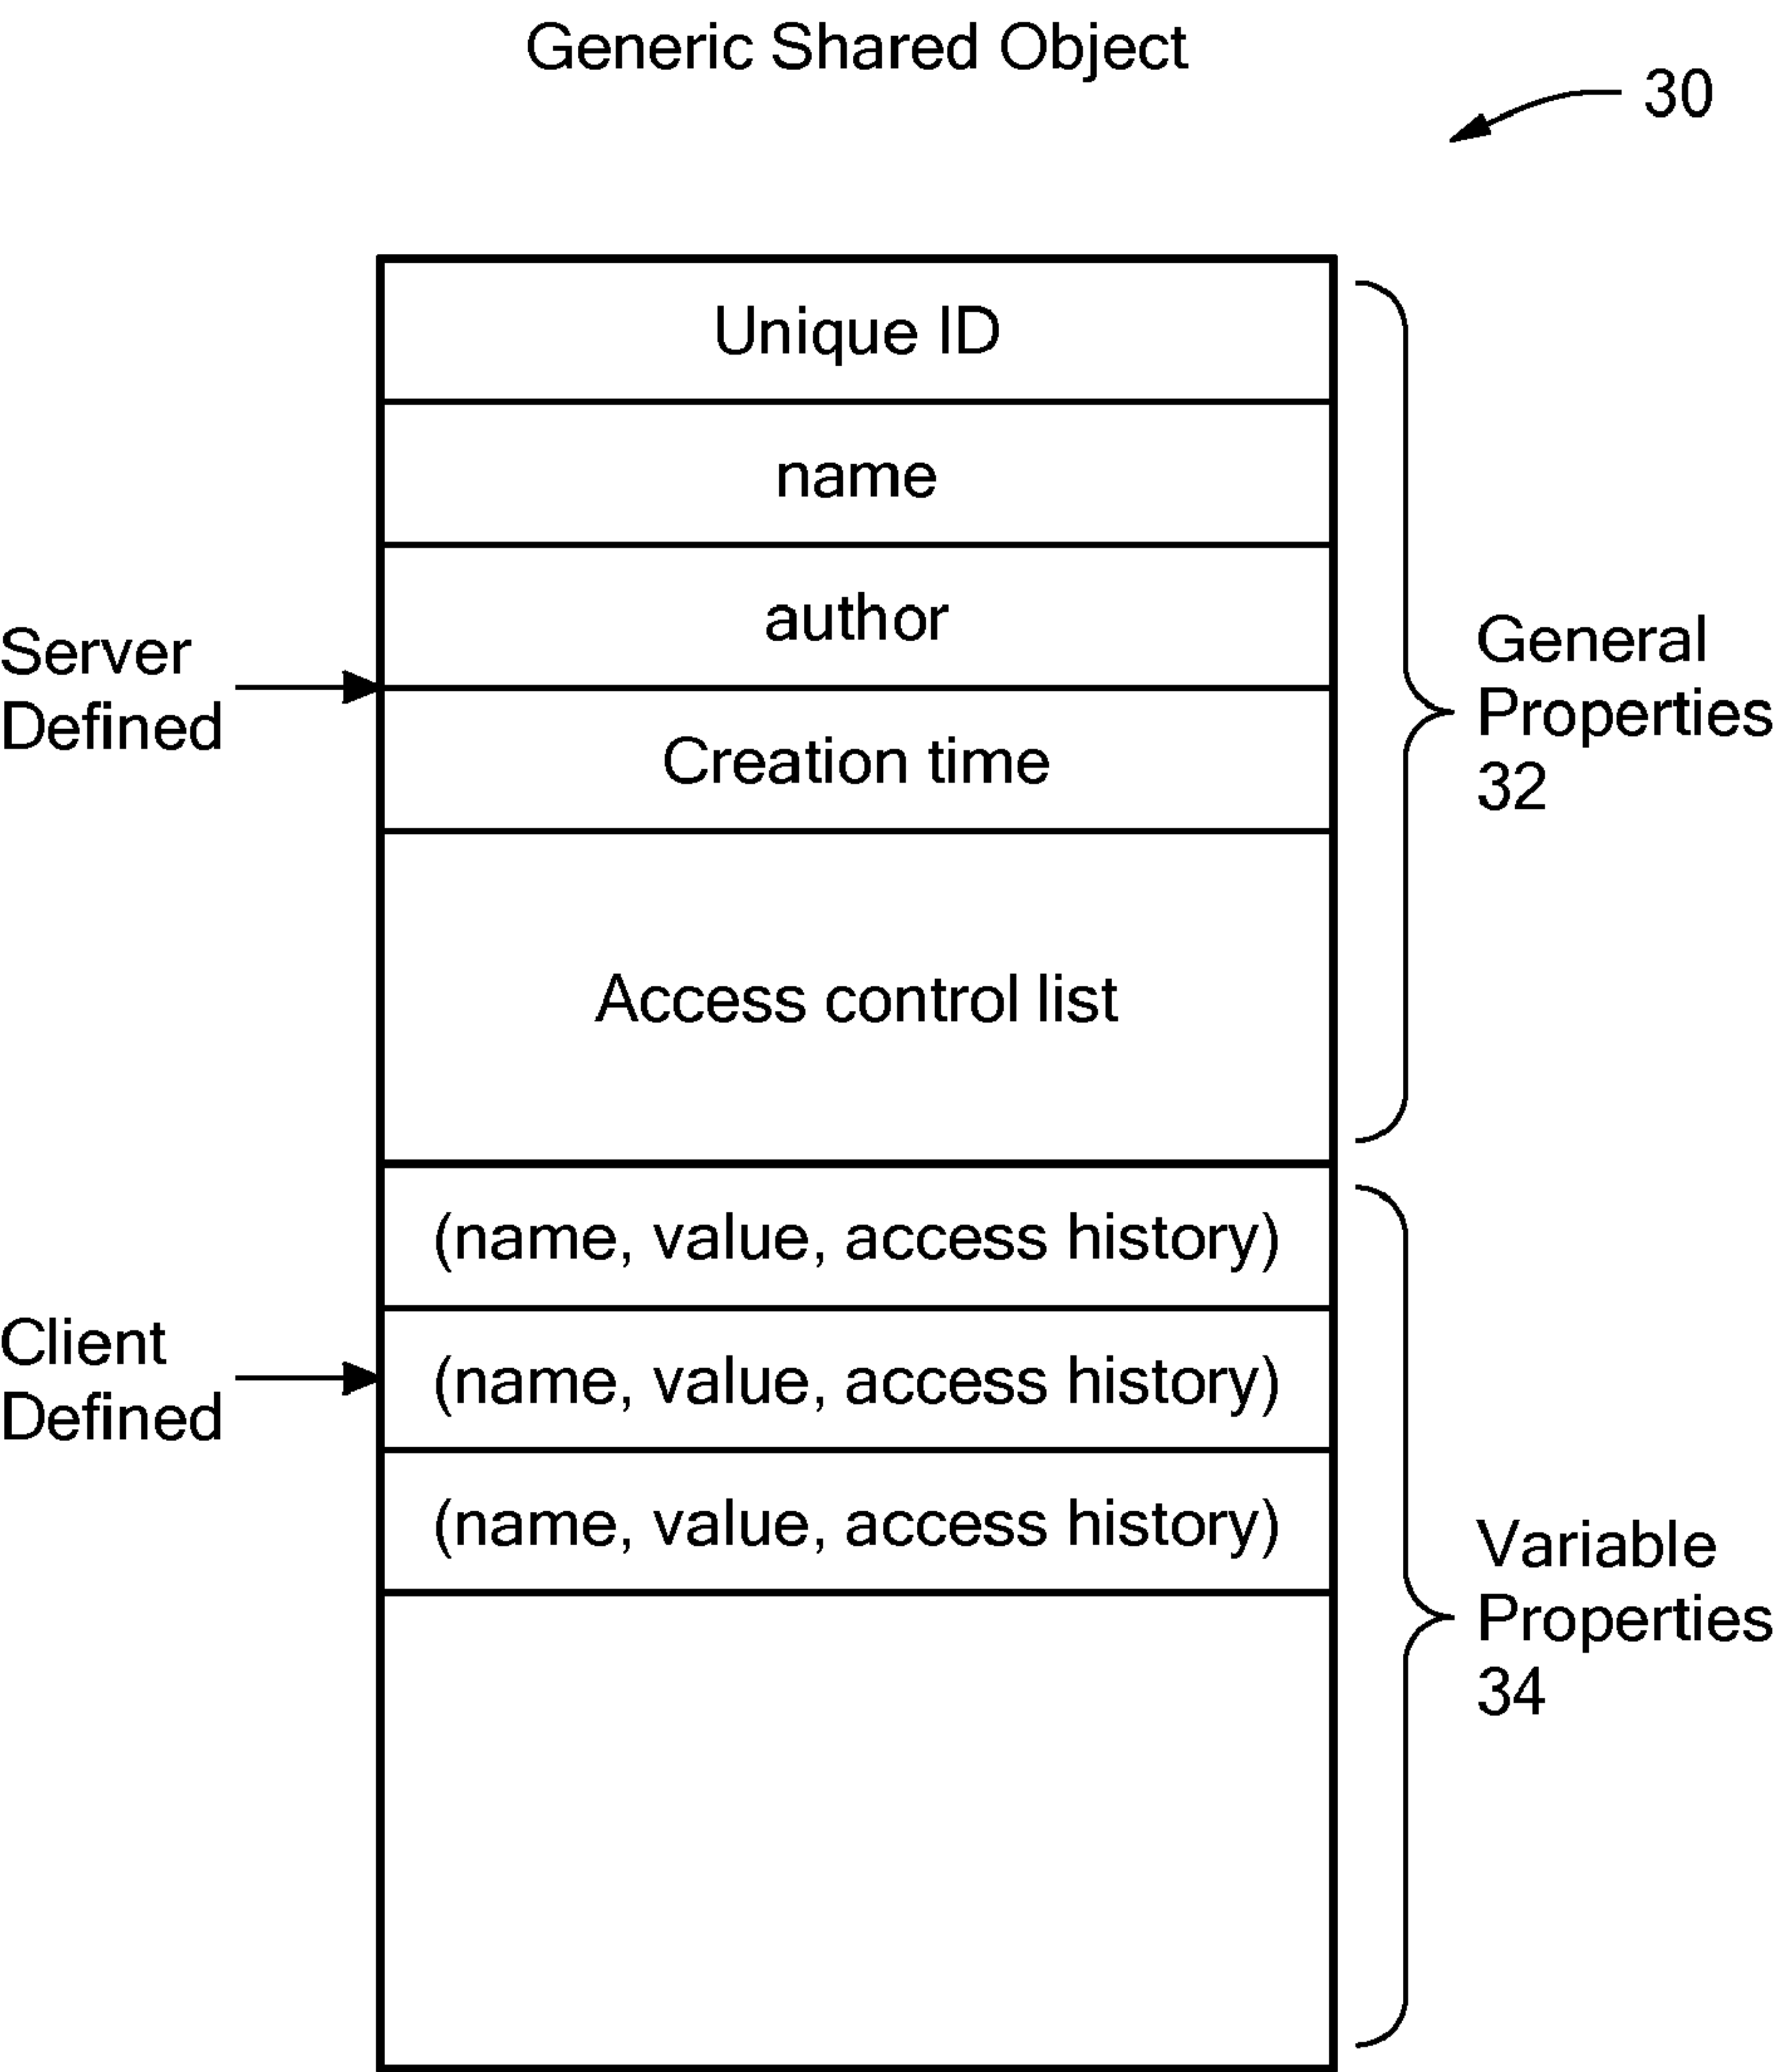 Generic Shared Object
30
Unique ID
name
author
Server
Defined
Creation time
General
Properties
32
Access control list
(name, value, access history)
Client
Defined
(name, value, access history)
(name, value, access history)
Variable
Properties
34